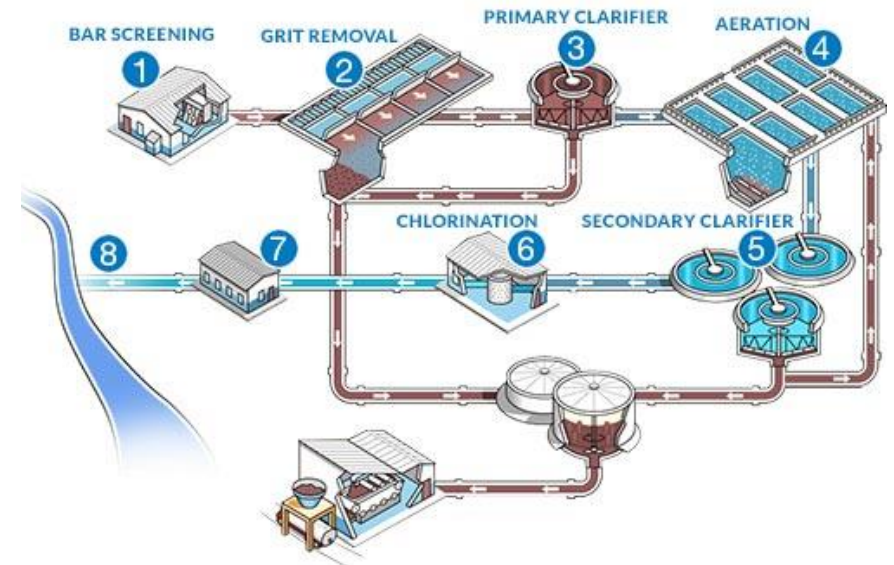 BAR SCREENING
1
GRIT REMOVAL
2
PRIMARY CLARIFIER
3
AERATION
4
SECONDARY CLARIFIER
5
CHLORINATION
6
7
8